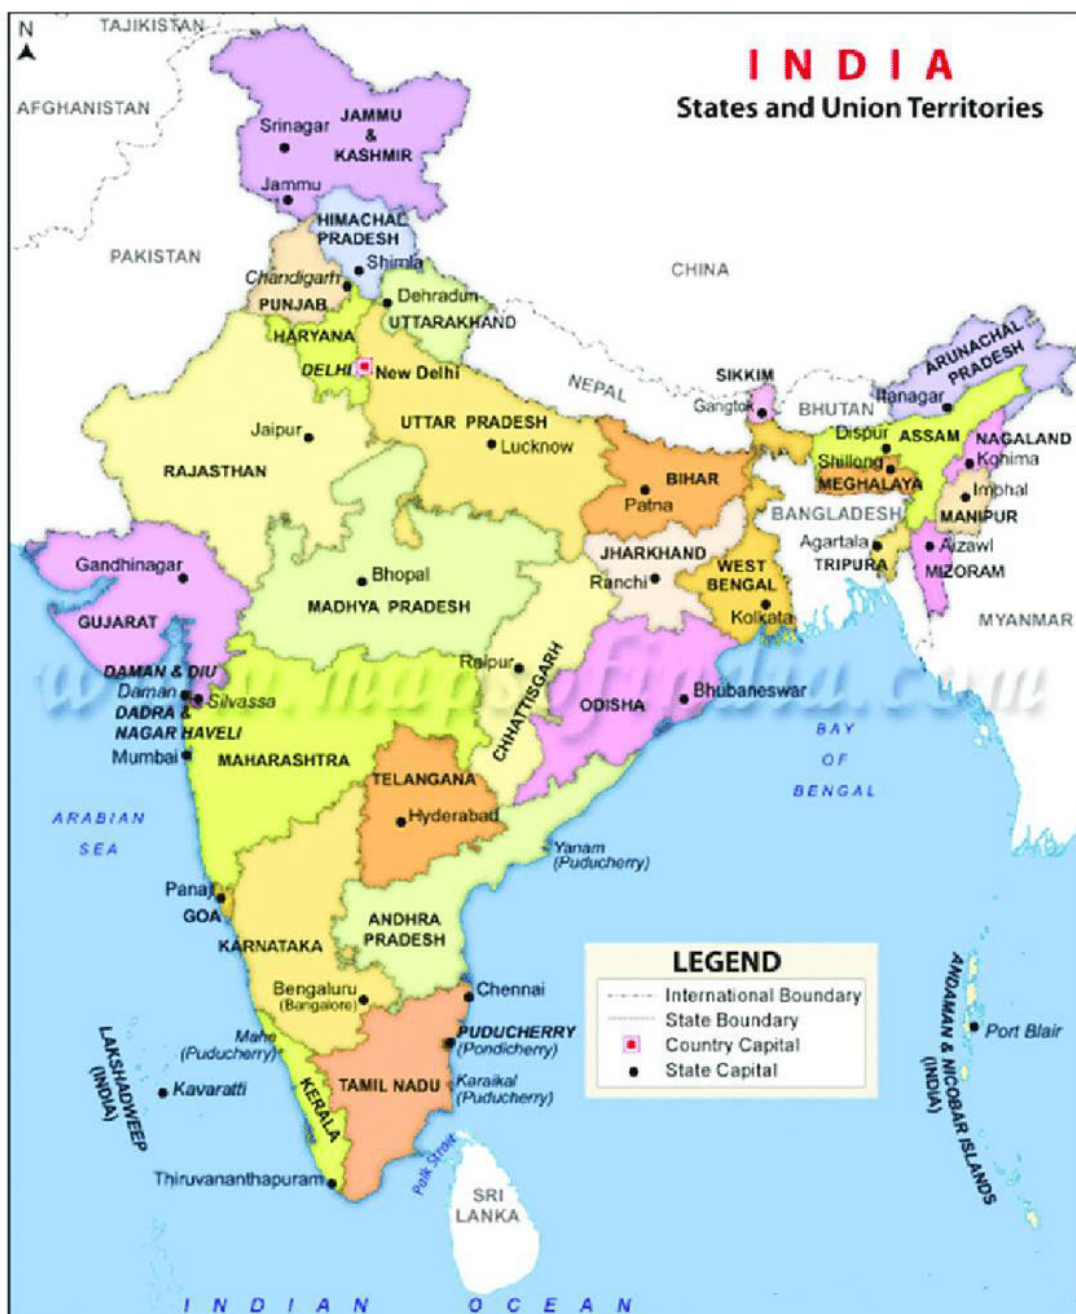 N
TAJIKISTAN
INDIA
States and Union Territories
AFGHANISTAN
JAMMU
&
KASHMIR
Srinagar
Jammu
HIMACHAL
PRADESH
PAKISTAN
CHINA
Shimla
Chandigarh
PUNJAB
Dehradun
UTTARAKHAND
HARYANA
DELHI
New Delhi
NEPAL
SIKKIM
Gangtok
BHUTAN
ARUNACHAL
PRADESH
Itanagar
Dispur
ASSAM
NAGALAND
Kohima
Shillong
MEGHALAYA
Imphal
MANIPUR
BANGLADESH
Agartala
TRIPURA
Aizawl
MIZORAM
MYANMAR
Jaipur
RAJASTHAN
UTTAR PRADESH
Lucknow
BIHAR
Patna
JHARKHAND
Ranchi
WEST
BENGAL
Kolkata
Gandhinagar
GUJARAT
Bhopal
MADHYA PRADESH
Raipur
CHHATTISGARH
ODISHA
Bhubaneswar
www.mapsofindia.com
DAMAN & DIU
Daman
Silvassa
DADRA &
NAGAR HAVELI
Mumbai
MAHARASHTRA
TELANGANA
Hyderabad
BAY
OF
BENGAL
ARABIAN
SEA
Yanam
(Puducherry)
Panaji
GOA
KARNATAKA
ANDHRA
PRADESH
Bengaluru
(Bangalore)
Chennai
Mahe
(Puducherry)
PUDUCHERRY
(Pondicherry)
Karaikal
(Puducherry)
TAMIL NADU
KERALA
LAKSHADWEEP
(INDIA)
Kavaratti
Thiruvananthapuram
Palk Strait
SRI
LANKA
LEGEND
International Boundary
State Boundary
Country Capital
State Capital
ANDAMAN & NICOBAR ISLANDS
(INDIA)
Port Blair
INDIAN OCEAN